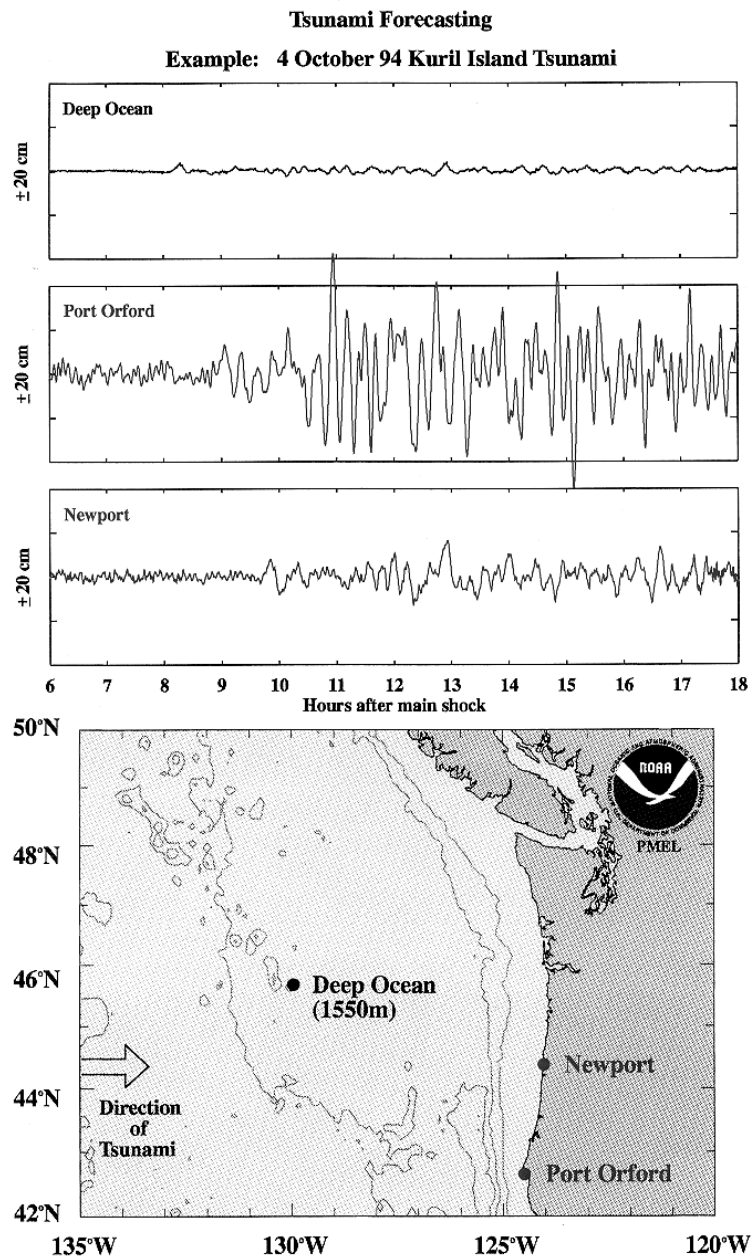 Tsunami Forecasting
Example: 4 October 94 Kuril Island Tsunami
Deep Ocean
± 20 cm
Port Orford
± 20 cm
Newport
± 20 cm
6 7 8 9 10 11 12 13 14 15 16 17 18
Hours after main shock
50°N
NOAA
PMEL
48°N
46°N
Deep Ocean
(1550m)
Newport
44°N
Direction
of
Tsunami
Port Orford
42°N
135°W 130°W 125°W 120°W